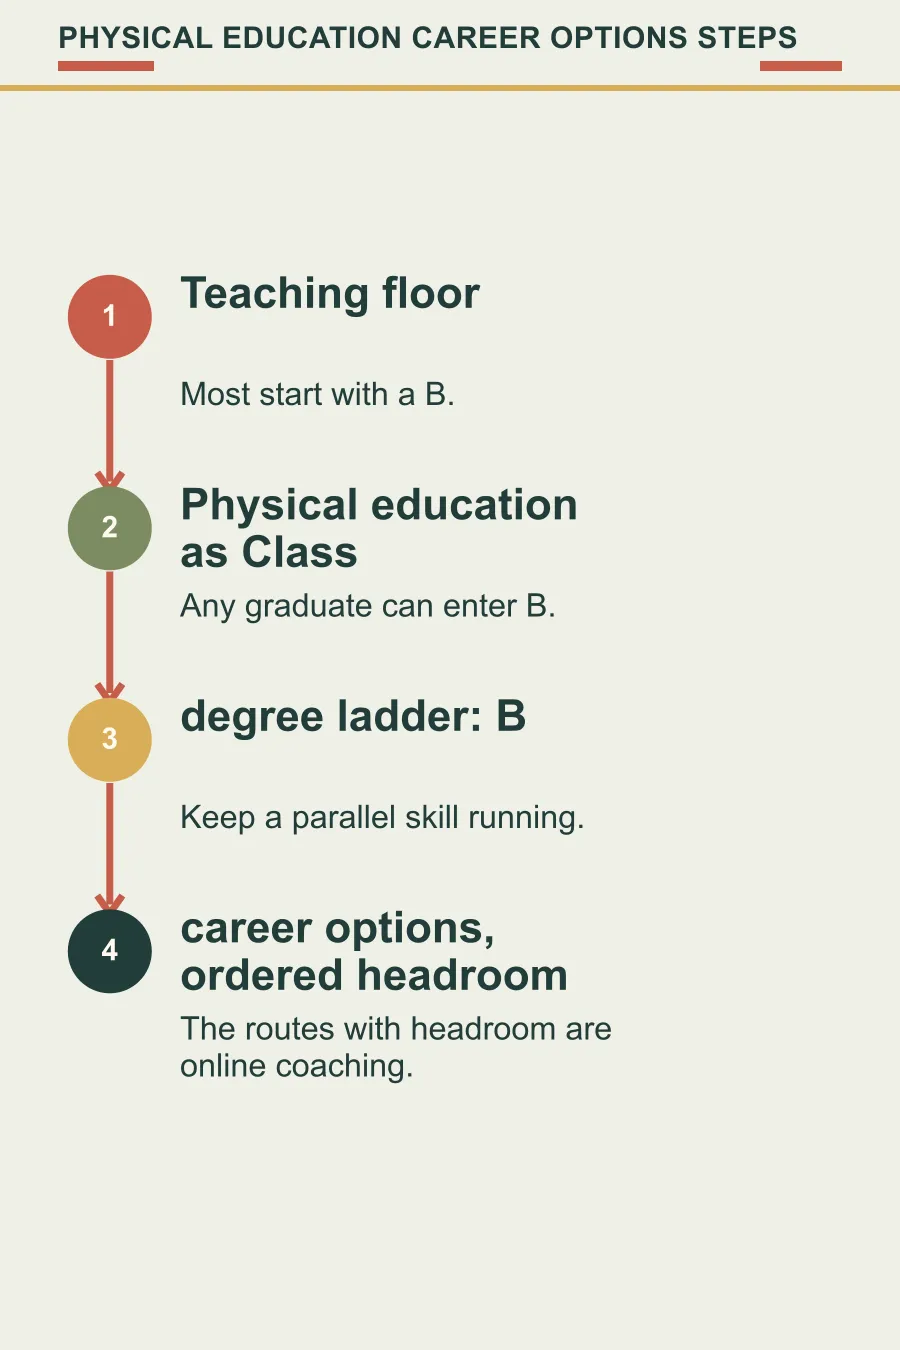 PHYSICAL EDUCATION CAREER OPTIONS STEPS
1
Teaching floor
Most start with a B.
2
Physical education
as Class
Any graduate can enter B.
3
degree ladder: B
Keep a parallel skill running.
4
career options,
ordered headroom
The routes with headroom are
online coaching.